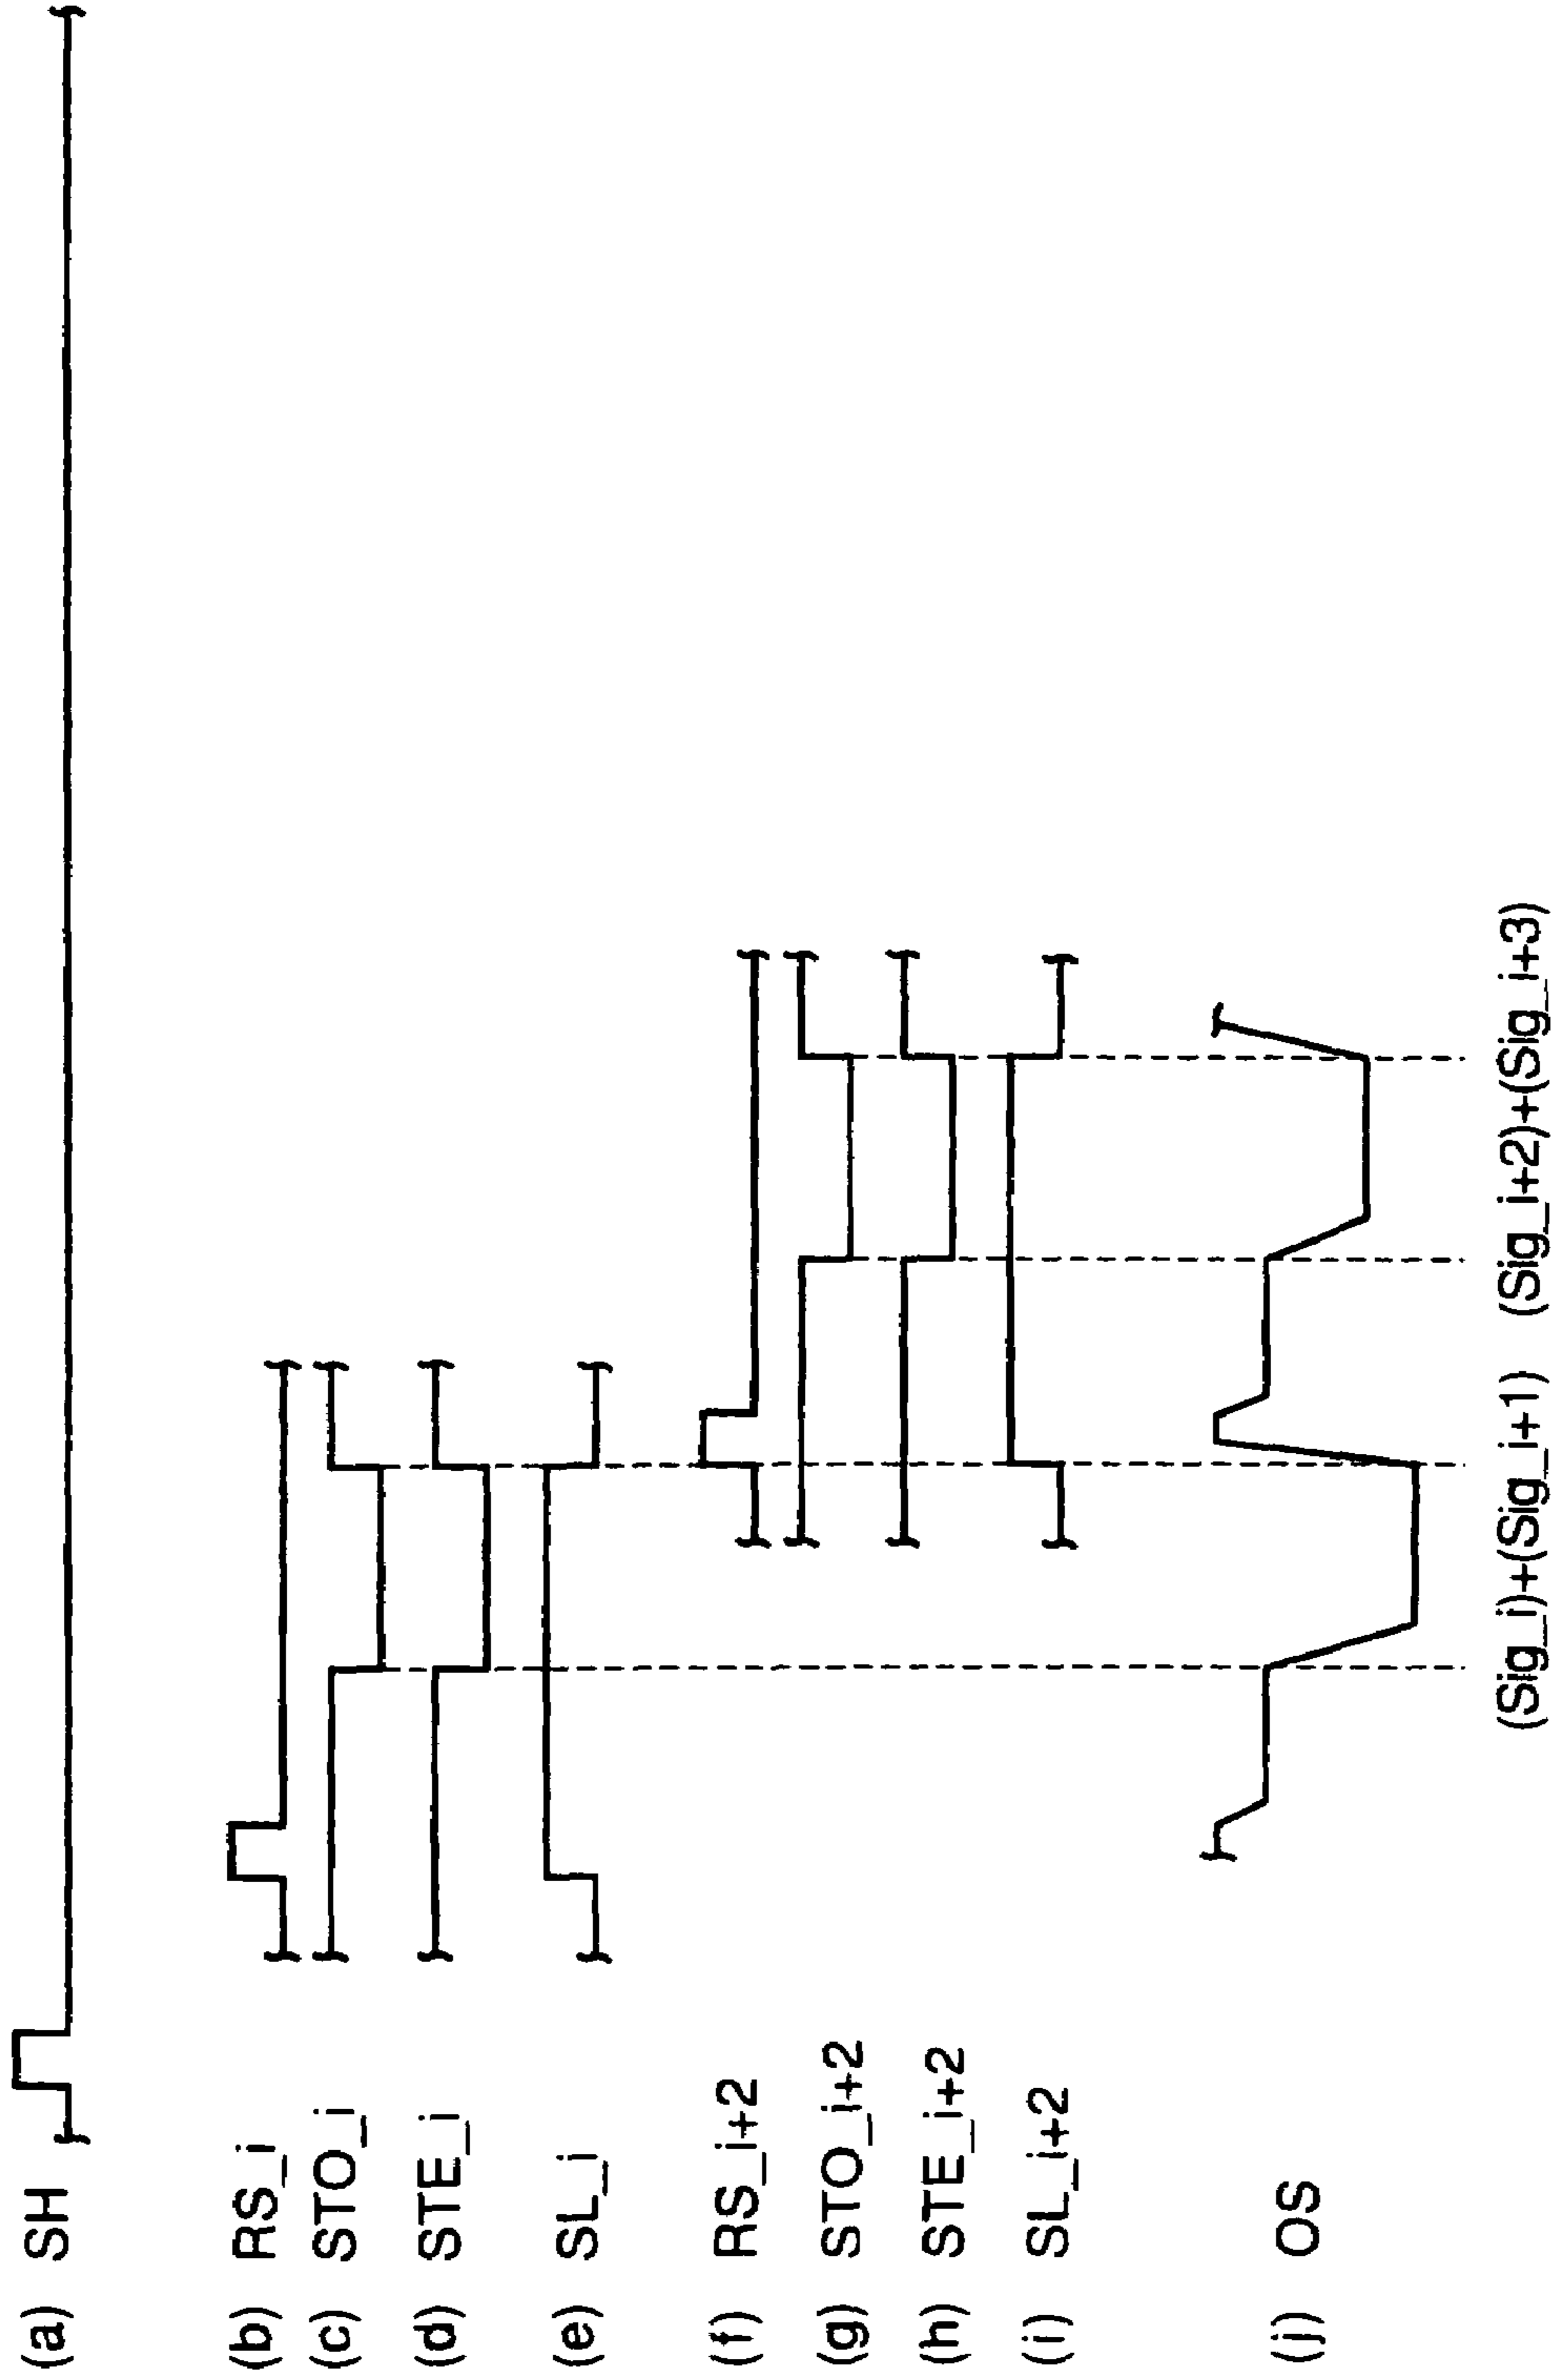 (a) SH
(b) RS_i
(c) STO_i
(d) STE_i
(e) SL_i
(f) RS_i+2
(g) STO_i+2
(h) STE_i+2
(i) SL_i+2
(j) OS
(Sig_i)+(Sig_i+1) (Sig_i+2)+(Sig_i+3)